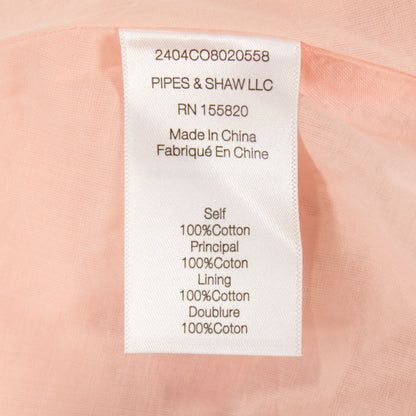 2404CO8020558
PIPES & SHAW LLC
RN 155820
Made In China
Fabriqué En Chine
Self
100%Cotton
Principal
100%Coton
Lining
100%Cotton
Doublure
100%Coton